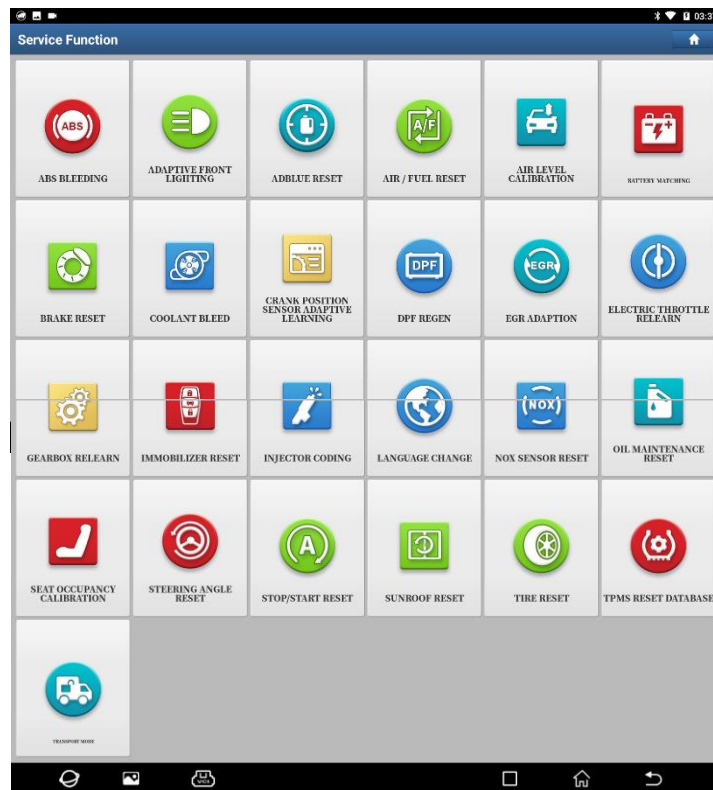 03:3
Service Function
ABS
ABS BLEEDING
ADAPTIVE FRONT
LIGHTING
ADBLUE RESET
A/F
AIR / FUEL RESET
AIR LEVEL
CALIBRATION
BATTERY MATCHING
BRAKE RESET
COOLANT BLEED
CRANK POSITION
SENSOR ADAPTIVE
LEARNING
DPF
DPF REGEN
EGR
EGR ADAPTION
ELECTRIC THROTTLE
RELEARN
GEARBOX RELEARN
IMMOBILIZER RESET
INJECTOR CODING
LANGUAGE CHANGE
NOX
NOX SENSOR RESET
OIL MAINTENANCE
RESET
SEAT OCCUPANCY
CALIBRATION
STEERING ANGLE
RESET
A
STOP/START RESET
SUNROOF RESET
TIRE RESET
TPMS RESET DATABASE
TRANSPORT MODE
VCI